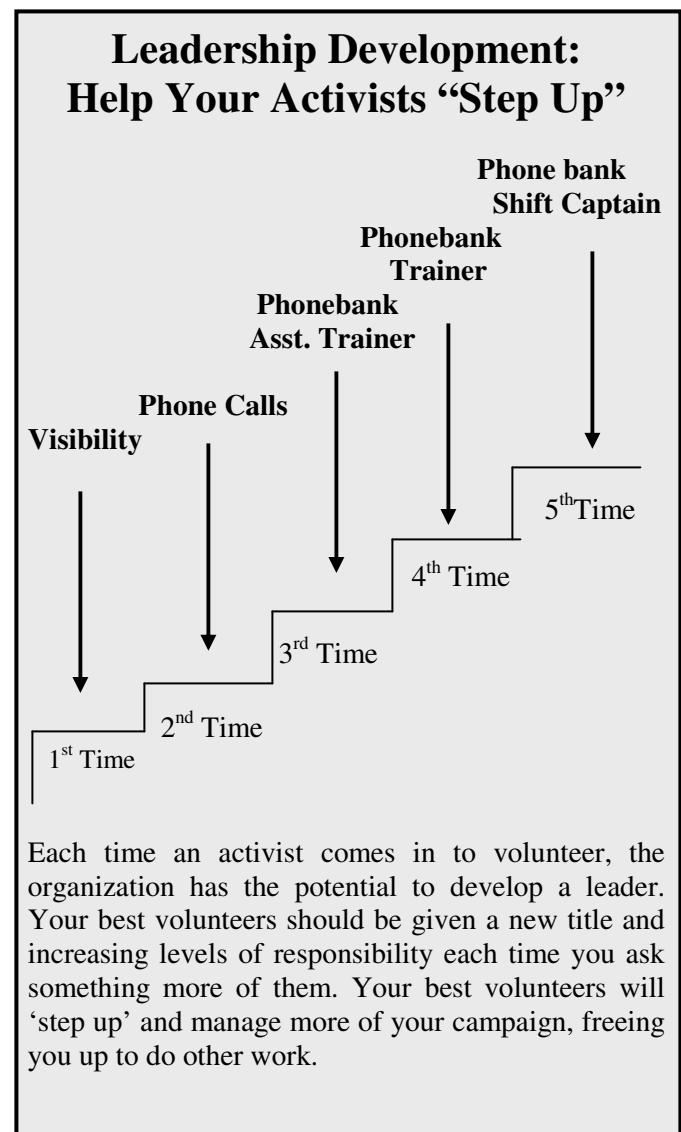 Leadership Development:
Help Your Activists “Step Up”
Phone bank
Shift Captain
Phonebank
Trainer
Phonebank
Asst. Trainer
Phone Calls
Visibility
5thTime
4th Time
3rd Time
2nd Time
1st Time
Each time an activist comes in to volunteer, the
organization has the potential to develop a leader.
Your best volunteers should be given a new title and
increasing levels of responsibility each time you ask
something more of them. Your best volunteers will
‘step up’ and manage more of your campaign, freeing
you up to do other work.